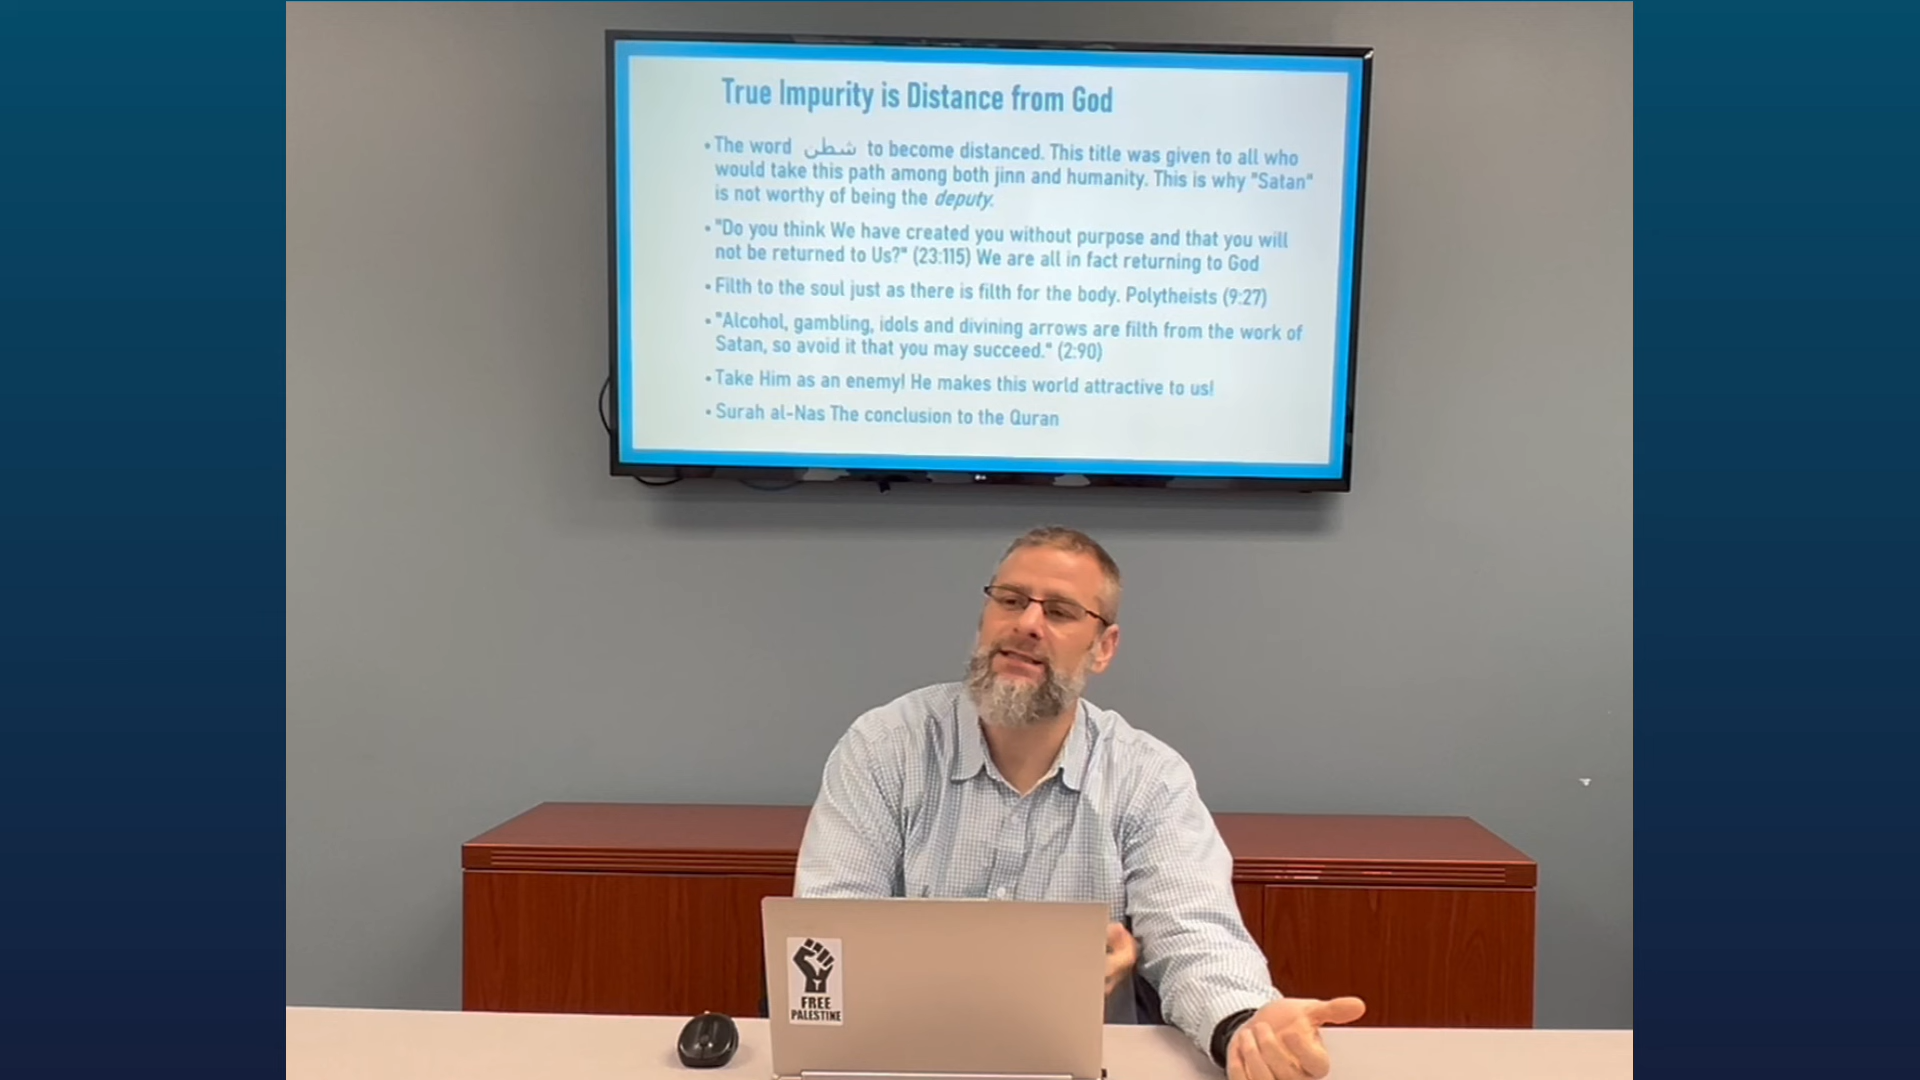 True Impurity is Distance from God
• The word شطن to become distanced. This title was given to all who
would take this path among both jinn and humanity. This is why "Satan"
is not worthy of being the deputy.
• "Do you think We have created you without purpose and that you will
not be returned to Us?" (23:115) We are all in fact returning to God
• Filth to the soul just as there is filth for the body. Polytheists (9:27)
• "Alcohol, gambling, idols and divining arrows are filth from the work of
Satan, so avoid it that you may succeed." (2:90)
• Take Him as an enemy! He makes this world attractive to us!
• Surah al-Nas The conclusion to the Quran
LG
FREE
PALESTINE